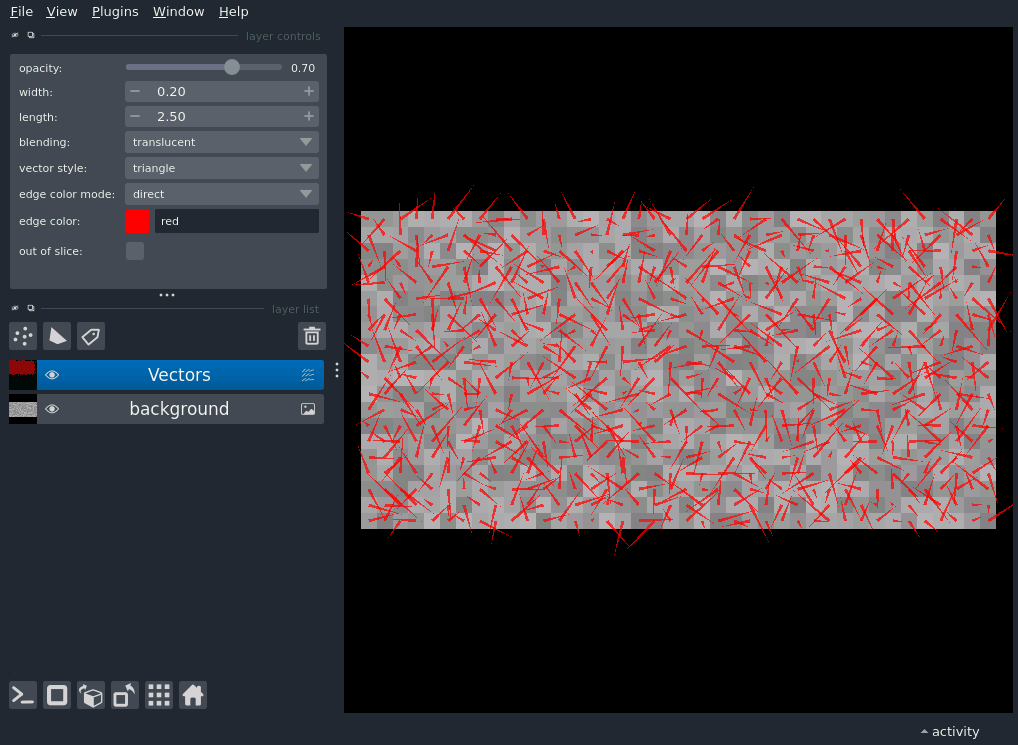 File View Plugins Window Help
layer controls
opacity: 0.70
width: 0.20
length: 2.50
blending: translucent
vector style: triangle
edge color mode: direct
edge color: red
out of slice:
layer list
Vectors
background
activity